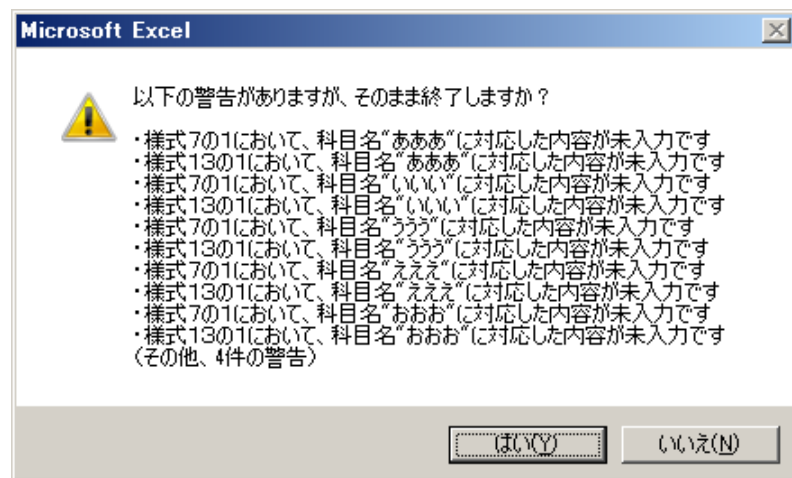 Microsoft Excel
以下の警告がありますが、そのまま終了しますか？
・様式7の1において、科目名“あああ“に対応した内容が未入力です
・様式13の1において、科目名“あああ“に対応した内容が未入力です
・様式7の1において、科目名“いいい“に対応した内容が未入力です
・様式13の1において、科目名“いいい“に対応した内容が未入力です
・様式7の1において、科目名“ううう“に対応した内容が未入力です
・様式13の1において、科目名“ううう“に対応した内容が未入力です
・様式7の1において、科目名“えええ“に対応した内容が未入力です
・様式13の1において、科目名“えええ“に対応した内容が未入力です
・様式7の1において、科目名“おおお“に対応した内容が未入力です
・様式13の1において、科目名“おおお“に対応した内容が未入力です
（その他、4件の警告）
はい(Y) いいえ(N)